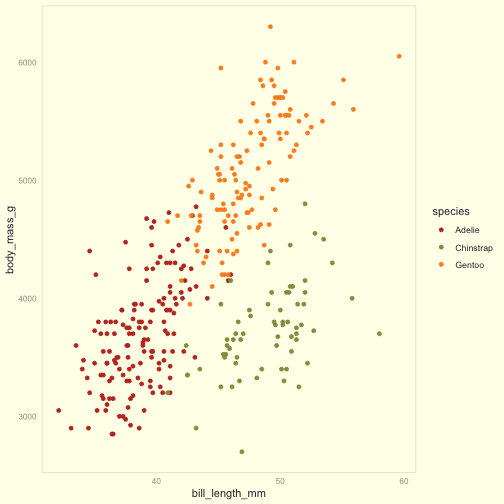 6000
5000
4000
3000
body_mass_g
40
50
60
bill_length_mm
species
Adelie
Chinstrap
Gentoo